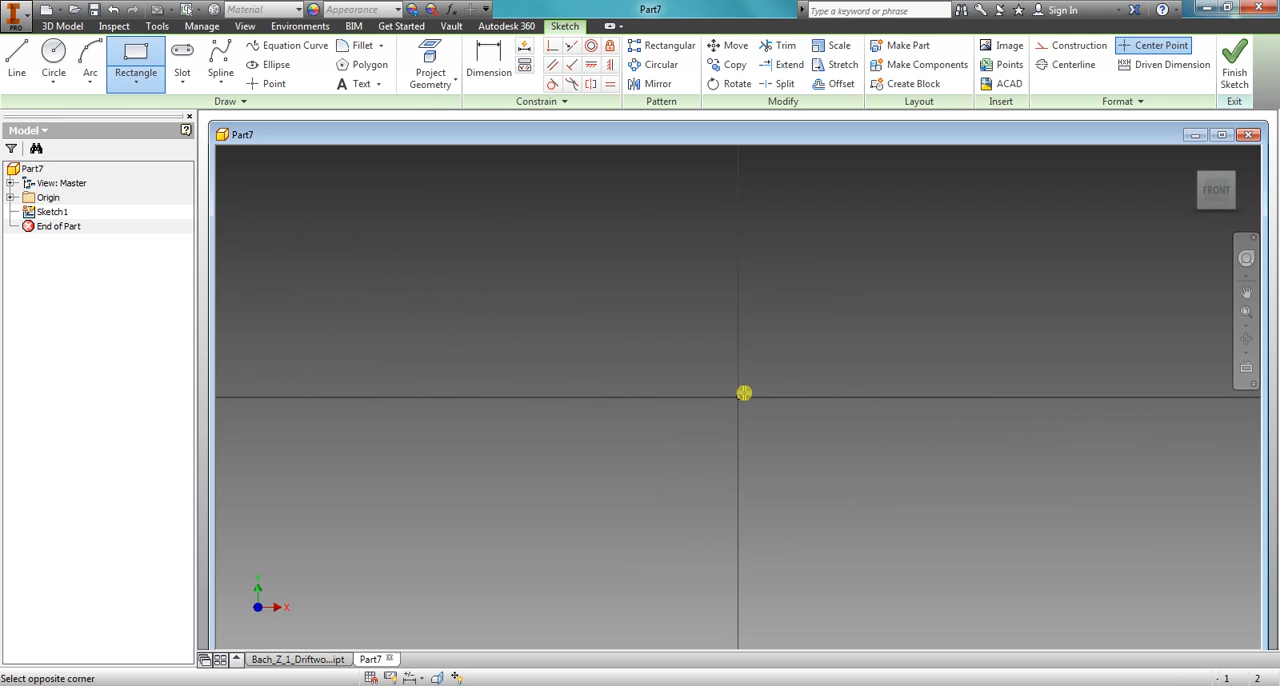 PRO
Material
Appearance
Part7
Type a keyword or phrase
Sign In
3D Model
Inspect
Tools
Manage
View
Environments
BIM
Get Started
Vault
Autodesk 360
Sketch
Line
Circle
Arc
Rectangle
Slot
Spline
Equation Curve
Ellipse
Point
Fillet
Polygon
Text
Project Geometry
Dimension
Rectangular
Circular
Mirror
Move
Copy
Rotate
Trim
Extend
Split
Scale
Stretch
Offset
Make Part
Make Components
Create Block
Image
Points
ACAD
Construction
Centerline
Center Point
Driven Dimension
Finish Sketch
Draw
Constrain
Pattern
Modify
Layout
Insert
Format
Exit
Model
Part7
View: Master
Origin
Sketch1
End of Part
Part7
FRONT
X
Bach_Z_1_Driftwo...ipt
Part7
Select opposite corner
1
2